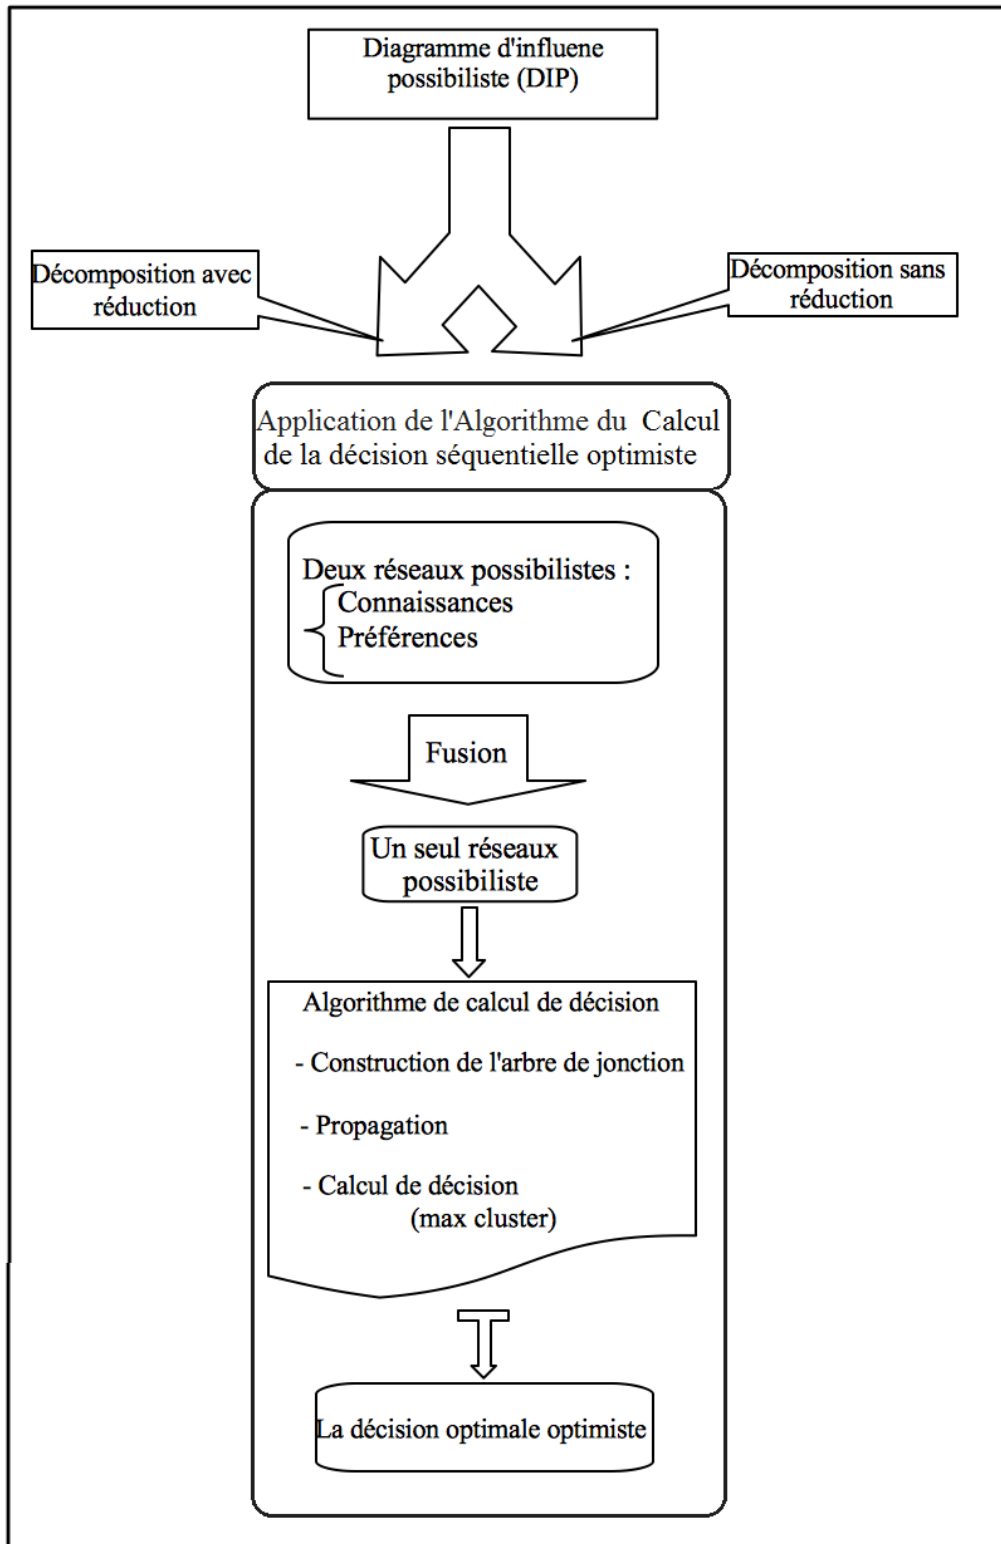 Diagramme d'influene
possibiliste (DIP)
Décomposition avec
réduction
Décomposition sans
réduction
Application de l'Algorithme du Calcul
de la décision séquentielle optimiste
Deux réseaux possibilistes :
Connaissances
Préférences
Fusion
Un seul réseaux
possibiliste
Algorithme de calcul de décision
- Construction de l'arbre de jonction
- Propagation
- Calcul de décision
(max cluster)
La décision optimale optimiste